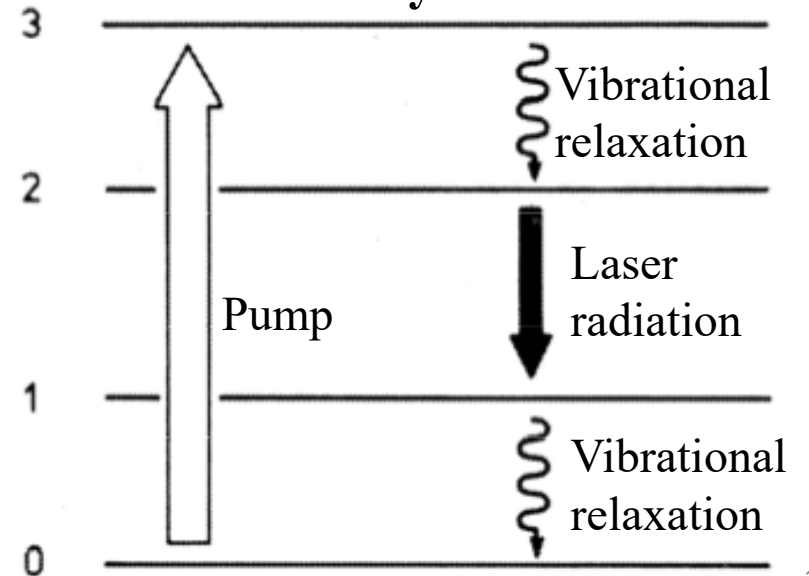 3
Vibrational
relaxation
2
Laser
radiation
Pump
1
Vibrational
relaxation
0